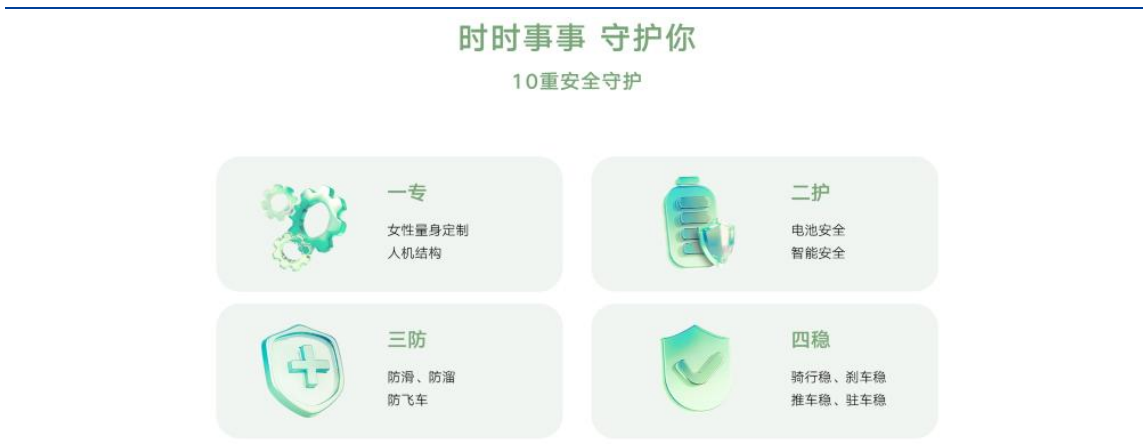 时时事事 守护你
10重安全守护
一专
女性量身定制
人机结构
二护
电池安全
智能安全
三防
防滑、防溜
防飞车
四稳
骑行稳、刹车稳
推车稳、驻车稳